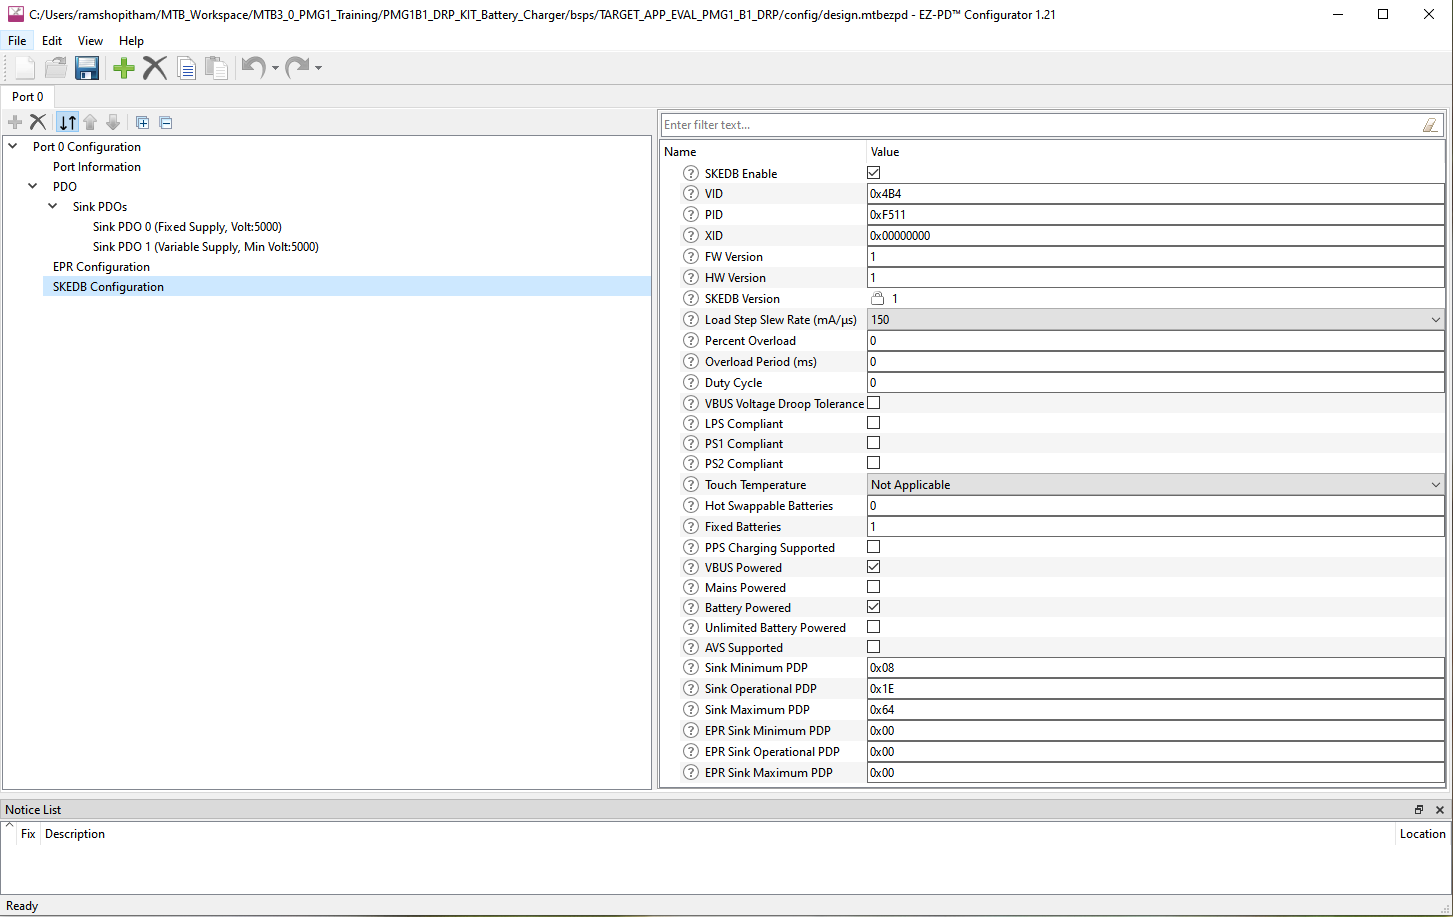 C:/Users/ramshopitham/MTB_Workspace/MTB3_0_PMG1_Training/PMG1B1_DRP_KIT_Battery_Charger/bsps/TARGET_APP_EVAL_PMG1_B1_DRP/config/design.mtbezpd - EZ-PD™ Configurator 1.21
File Edit View Help
Port 0
Port 0 Configuration
Port Information
PDO
Sink PDOs
Sink PDO 0 (Fixed Supply, Volt:5000)
Sink PDO 1 (Variable Supply, Min Volt:5000)
EPR Configuration
SKEDB Configuration
Enter filter text...
Name Value
SKEDB Enable
VID 0x4B4
PID 0xF511
XID 0x00000000
FW Version 1
HW Version 1
SKEDB Version 1
Load Step Slew Rate (mA/μs) 150
Percent Overload 0
Overload Period (ms) 0
Duty Cycle 0
VBUS Voltage Droop Tolerance
LPS Compliant
PS1 Compliant
PS2 Compliant
Touch Temperature Not Applicable
Hot Swappable Batteries 0
Fixed Batteries 1
PPS Charging Supported
VBUS Powered
Mains Powered
Battery Powered
Unlimited Battery Powered
AVS Supported
Sink Minimum PDP 0x08
Sink Operational PDP 0x1E
Sink Maximum PDP 0x64
EPR Sink Minimum PDP 0x00
EPR Sink Operational PDP 0x00
EPR Sink Maximum PDP 0x00
Notice List
Fix Description Location
Ready